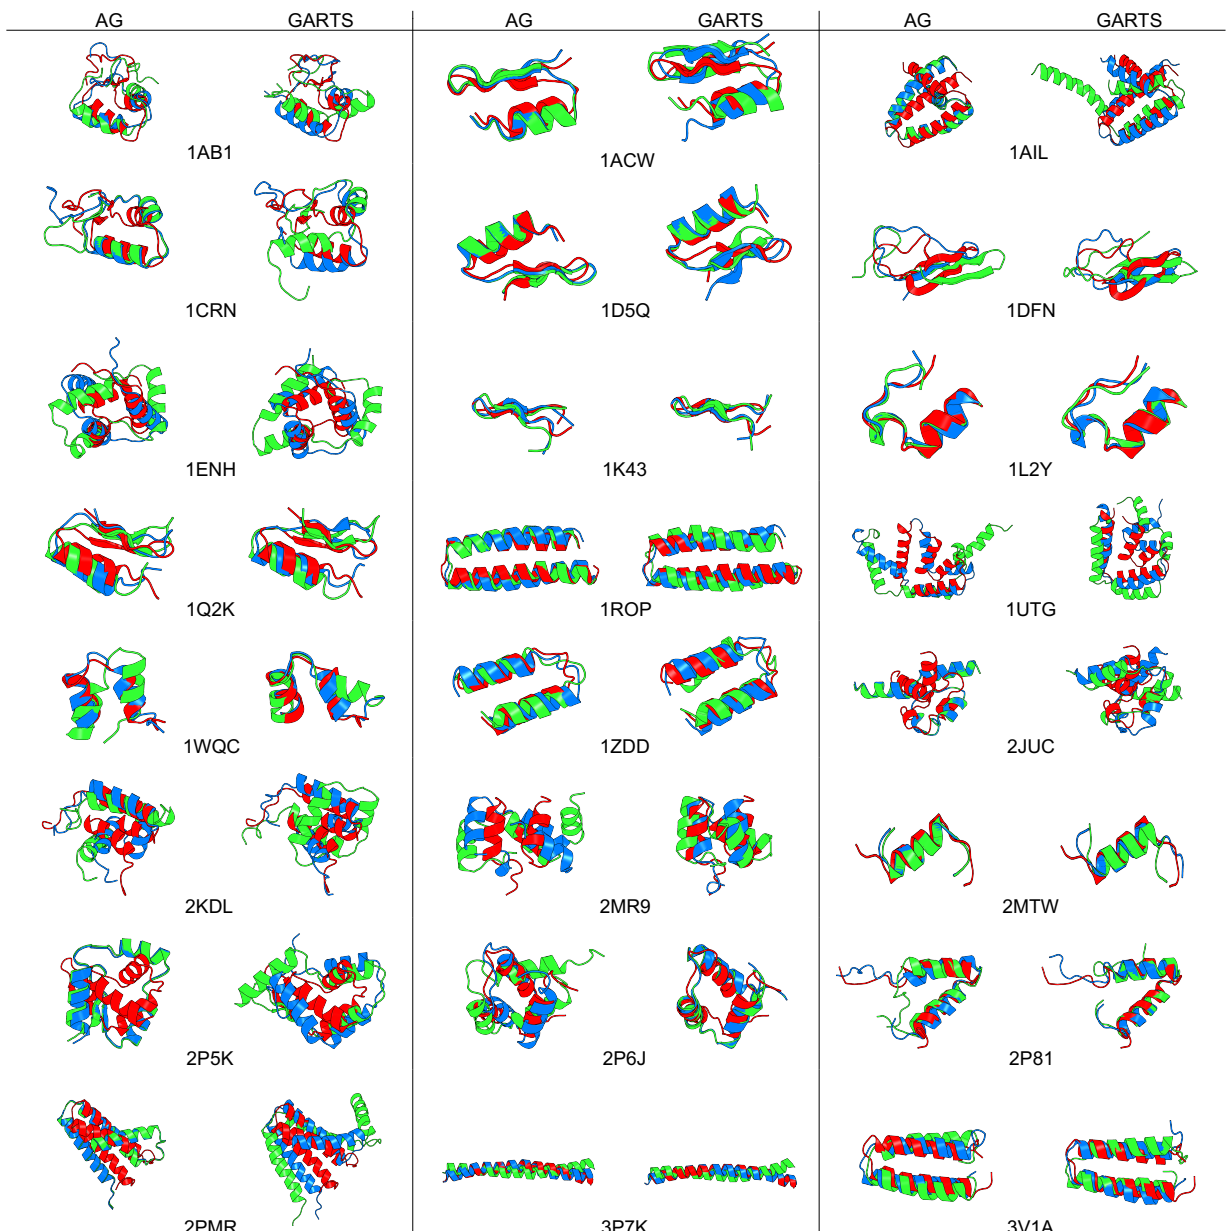 AG GARTS AG GARTS AG GARTS
1AB1 1ACW 1AIL
1CRN 1D5Q 1DFN
1ENH 1K43 1L2Y
1Q2K 1ROP 1UTG
1WQC 1ZDD 2JUC
2KDL 2MR9 2MTW
2P5K 2P6J 2P81
2PMR 3P7K 3V1A